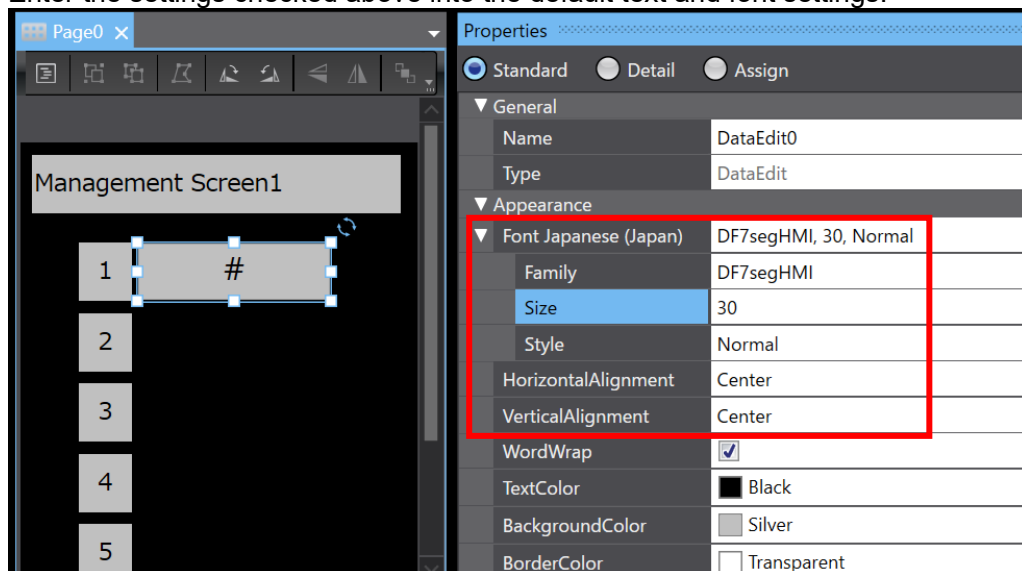 Enter the settings checked above into the default text and font settings.
Page0
Properties
Standard Detail Assign
General
Name DataEdit0
Type DataEdit
Appearance
Font Japanese (Japan) DF7segHMI, 30, Normal
Family DF7segHMI
Size 30
Style Normal
HorizontalAlignment Center
VerticalAlignment Center
WordWrap
TextColor Black
BackgroundColor Silver
BorderColor Transparent
Management Screen1
1 #
2
3
4
5